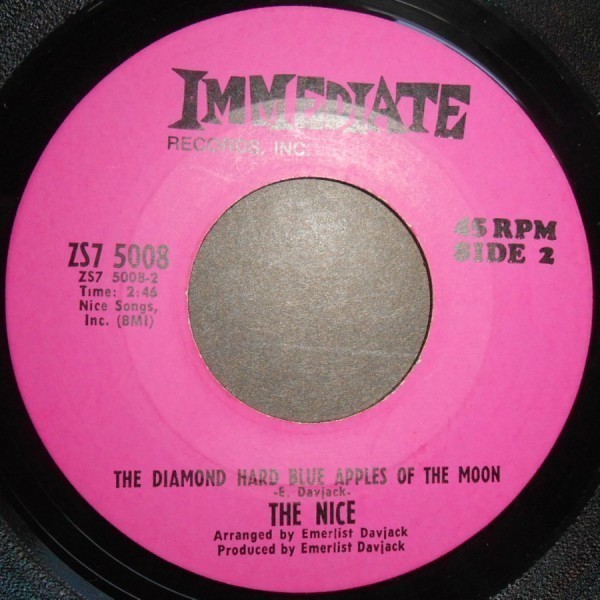 IMMEDIATE
RECORDS, INC.
45 RPM
SIDE 2
ZS7 5008
ZS7 5008-2
Time: 2:46
Nice Songs,
Inc. (BMI)
THE DIAMOND HARD BLUE APPLES OF THE MOON
-E. Davjack-
THE NICE
Arranged by Emerlist Davjack
Produced by Emerlist Davjack